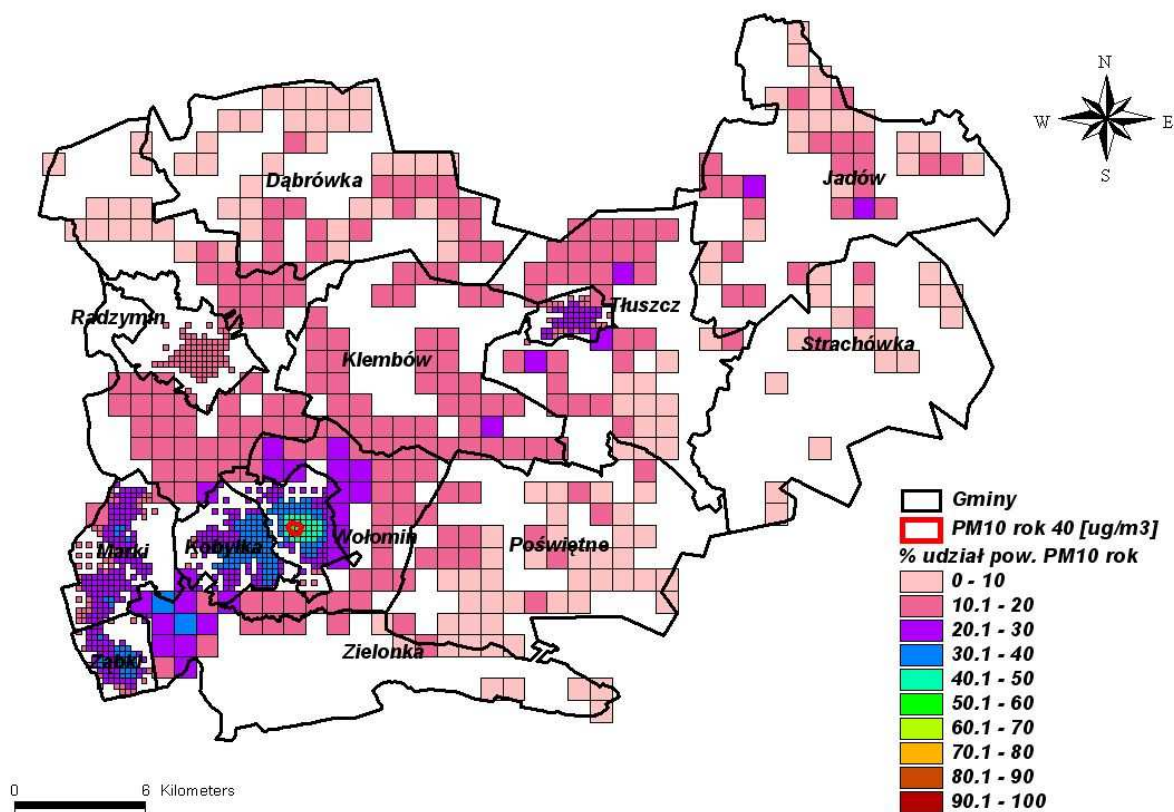 N
W
E
S
Dąbrówka
Jadów
Radzymin
Tłuszcz
Klembów
Strachówka
Marki
Kobyłka
Wołomin
Poświętne
Ząbki
Zielonka
Gminy
PM10 rok 40 [ug/m3]
% udział pow. PM10 rok
0 - 10
10.1 - 20
20.1 - 30
30.1 - 40
40.1 - 50
50.1 - 60
60.1 - 70
70.1 - 80
80.1 - 90
90.1 - 100
0 6 Kilometers